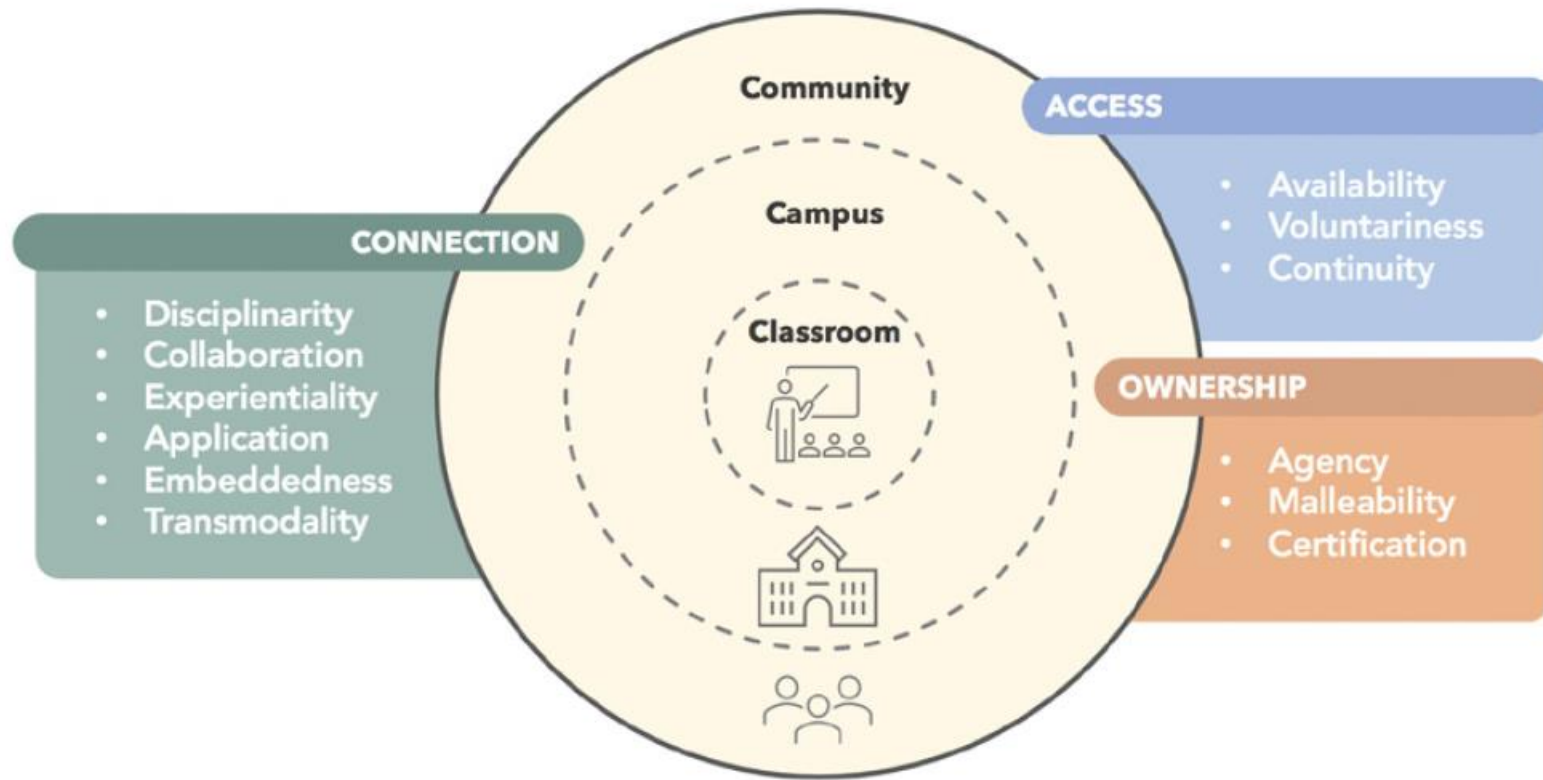 Community
Campus
Classroom
CONNECTION
• Disciplinarity
• Collaboration
• Experientiality
• Application
• Embeddedness
• Transmodality
ACCESS
• Availability
• Voluntariness
• Continuity
OWNERSHIP
• Agency
• Malleability
• Certification